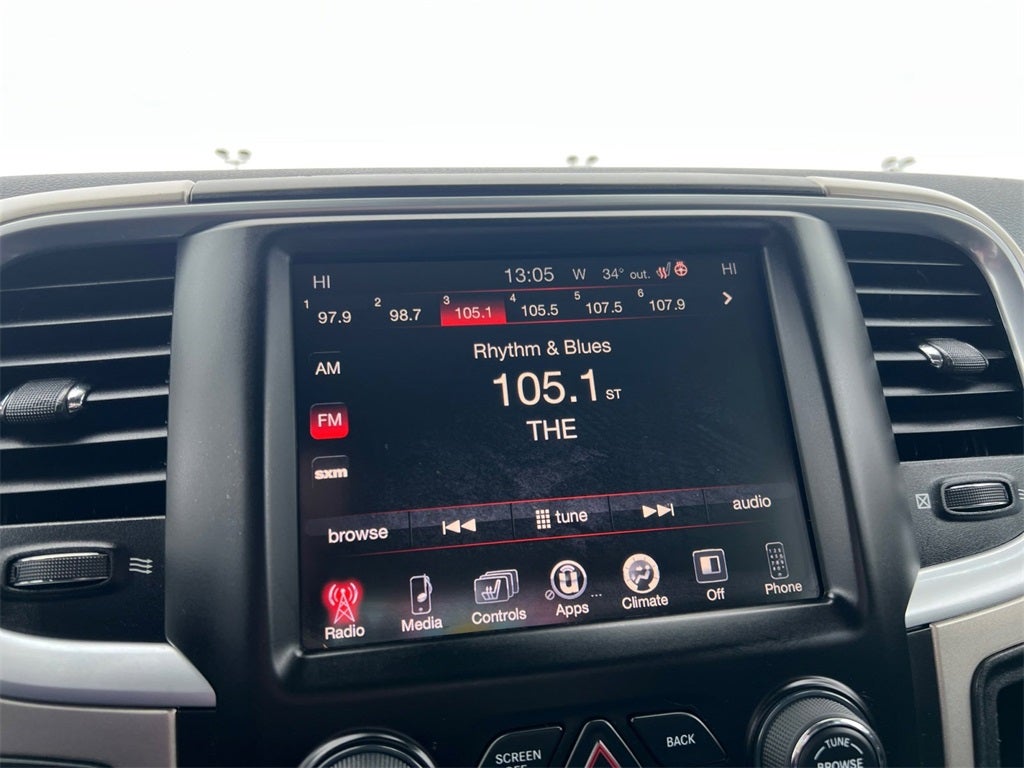 HI 13:05 W 34° out. HI
1 97.9 2 98.7 3 105.1 4 105.5 5 107.5 6 107.9
Rhythm & Blues
AM
105.1 ST
FM
THE
sxm
browse tune audio
Radio Media Controls Apps ... Climate Off Phone
SCREEN
OFF
BACK
TUNE
BROWSE